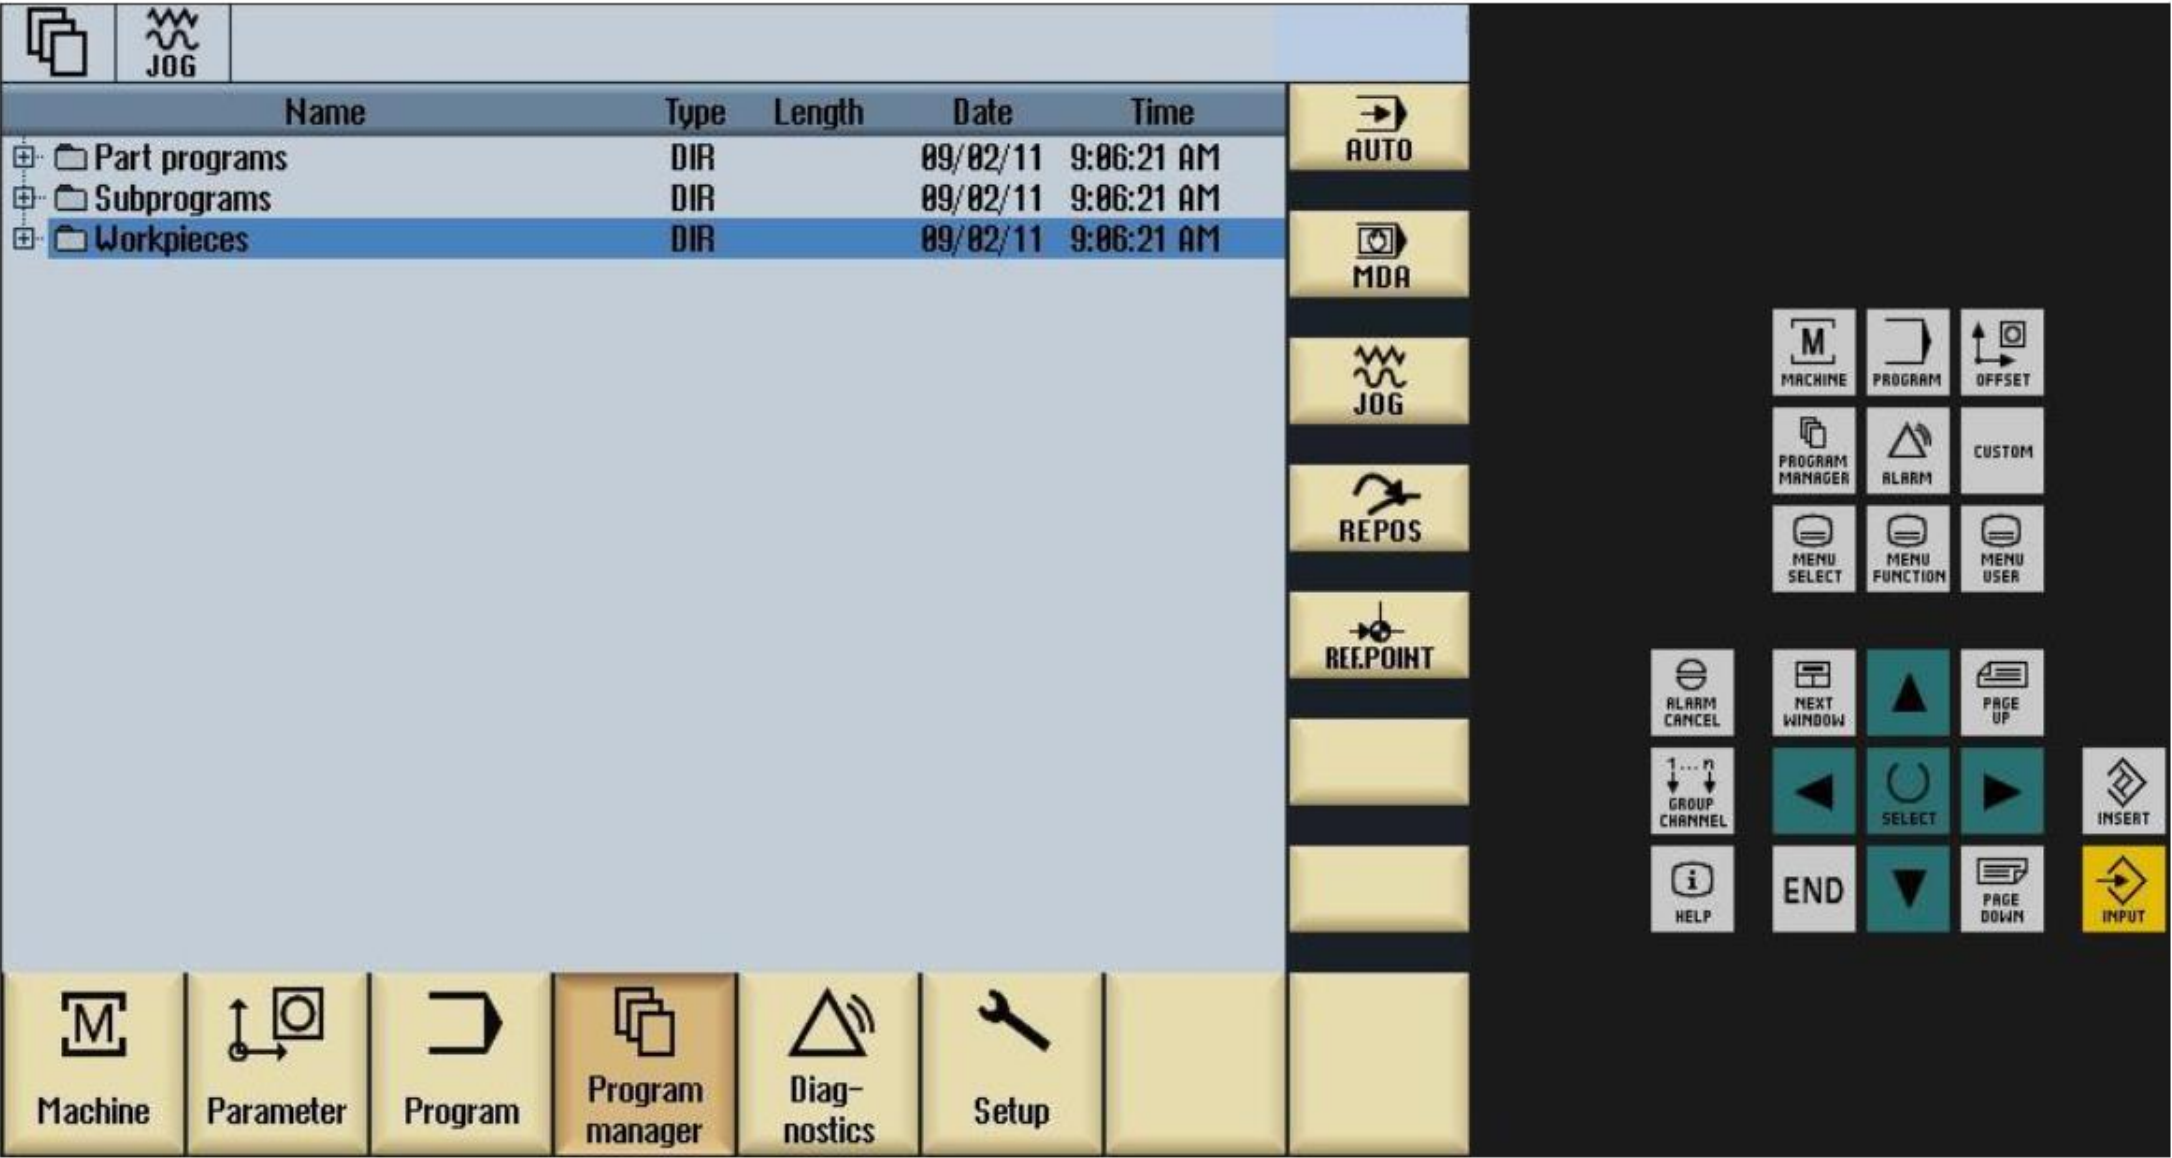 JOG
Name Type Length Date Time
Part programs DIR 09/02/11 9:06:21 AM
Subprograms DIR 09/02/11 9:06:21 AM
Workpieces DIR 09/02/11 9:06:21 AM
AUTO
MDA
JOG
REPOS
REF.POINT
M
Machine
Parameter
Program
Program
manager
Diag-
nostics
Setup
M
MACHINE
PROGRAM
OFFSET
PROGRAM
MANAGER
ALARM
CUSTOM
MENU
SELECT
MENU
FUNCTION
MENU
USER
ALARM
CANCEL
NEXT
WINDOW
PAGE
UP
1...n
GROUP
CHANNEL
SELECT
INSERT
i
HELP
END
PAGE
DOWN
INPUT